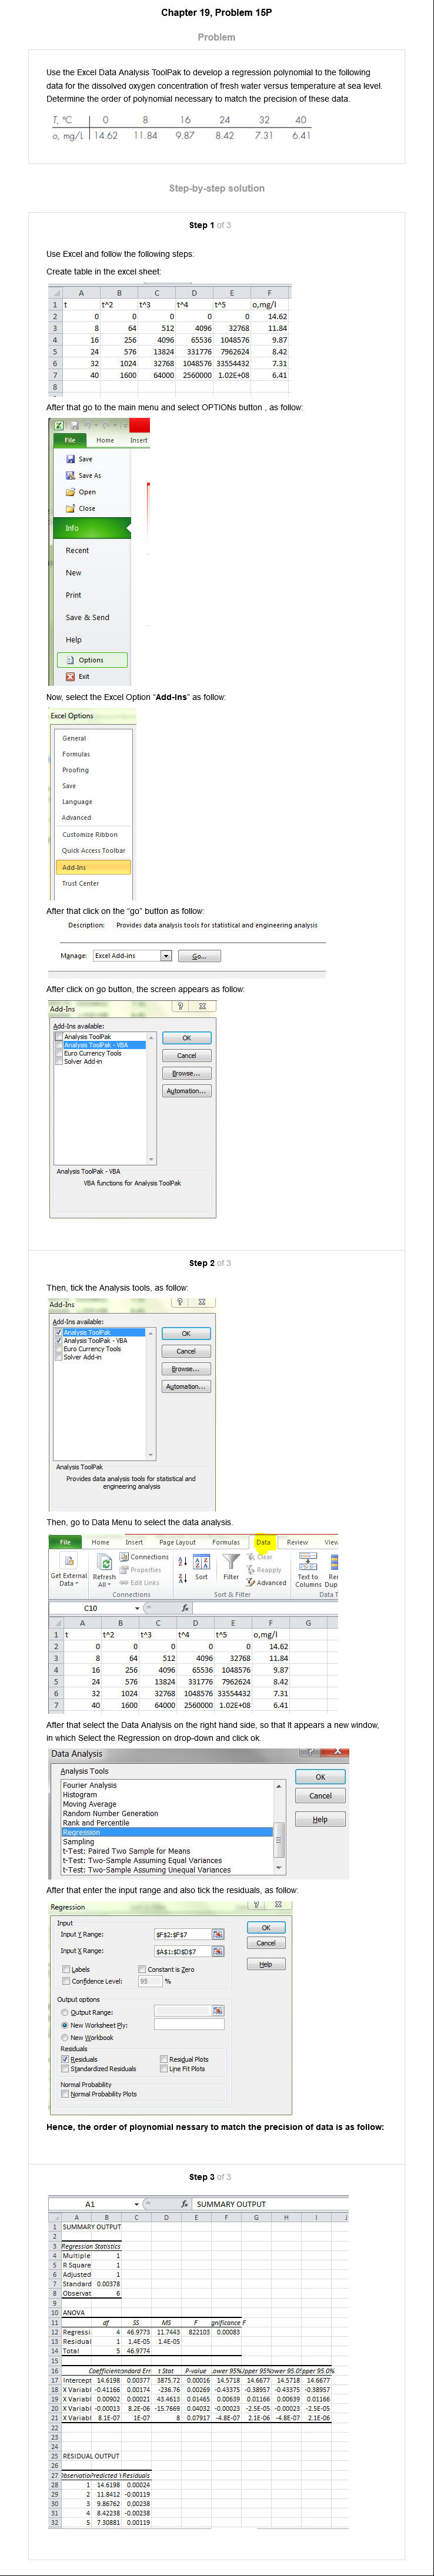 Chapter 19, Problem 15P
Problem
Use the Excel Data Analysis ToolPak to develop a regression polynomial to the following
data for the dissolved oxygen concentration of fresh water versus temperature at sea level.
Determine the order of polynomial necessary to match the precision of these data.
T, °C 0 8 16 24 32 40
o, mg/L 14.62 11.84 9.87 8.42 7.31 6.41
Step-by-step solution
Step 1 of 3
Use Excel and follow the following steps:
Create table in the excel sheet:
A B C D E F
1 t t^2 t^3 t^4 t^5 o,mg/l
2 0 0 0 0 0 14.62
3 8 64 512 4096 32768 11.84
4 16 256 4096 65536 1048576 9.87
5 24 576 13824 331776 7962624 8.42
6 32 1024 32768 1048576 33554432 7.31
7 40 1600 64000 2560000 1.02E+08 6.41
8
After that go to the main menu and select OPTIONs button , as follow:
File Home Insert
Save
Save As
Open
Close
Info
Recent
New
Print
Save & Send
Help
Options
Exit
Now, select the Excel Option “Add-ins” as follow:
Excel Options
General
Formulas
Proofing
Save
Language
Advanced
Customize Ribbon
Quick Access Toolbar
Add-Ins
Trust Center
After that click on the “go” button as follow:
Description: Provides data analysis tools for statistical and engineering analysis
Manage: Excel Add-ins Go...
After click on go button, the screen appears as follow:
Add-Ins
Add-Ins available:
Analysis ToolPak
Analysis ToolPak - VBA
Euro Currency Tools
Solver Add-in
OK
Cancel
Browse...
Automation...
Analysis ToolPak - VBA
VBA functions for Analysis ToolPak
Step 2 of 3
Then, tick the Analysis tools, as follow:
Add-Ins
Add-Ins available:
Analysis ToolPak
Analysis ToolPak - VBA
Euro Currency Tools
Solver Add-in
OK
Cancel
Browse...
Automation...
Analysis ToolPak
Provides data analysis tools for statistical and
engineering analysis
Then, go to Data Menu to select the data analysis.
File Home Insert Page Layout Formulas Data Review View
Get External Data
Refresh All
Connections
Properties
Edit Links
Connections
Sort
Filter
Clear
Reapply
Advanced
Sort & Filter
Text to Columns
Data T
C10 fx
A B C D E F G
1 t t^2 t^3 t^4 t^5 o,mg/l
2 0 0 0 0 0 14.62
3 8 64 512 4096 32768 11.84
4 16 256 4096 65536 1048576 9.87
5 24 576 13824 331776 7962624 8.42
6 32 1024 32768 1048576 33554432 7.31
7 40 1600 64000 2560000 1.02E+08 6.41
After that select the Data Analysis on the right hand side, so that it appears a new window,
in which Select the Regression on drop-down and click ok.
Data Analysis
Analysis Tools
Fourier Analysis
Histogram
Moving Average
Random Number Generation
Rank and Percentile
Regression
Sampling
t-Test: Paired Two Sample for Means
t-Test: Two-Sample Assuming Equal Variances
t-Test: Two-Sample Assuming Unequal Variances
OK
Cancel
Help
After that enter the input range and also tick the residuals, as follow:
Regression
Input
Input Y Range: $F$2:$F$7
Input X Range: $A$1:$D$D$7
Labels Constant is Zero
Confidence Level: 95 %
OK
Cancel
Help
Output options
Output Range:
New Worksheet Ply:
New Workbook
Residuals
Residuals Residual Plots
Standardized Residuals Line Fit Plots
Normal Probability
Normal Probability Plots
Hence, the order of ploynomial nessary to match the precision of data is as follow:
Step 3 of 3
A1 fx SUMMARY OUTPUT
A B C D E F G H I J
1 SUMMARY OUTPUT
2
3 Regression Statistics
4 Multiple 1
5 R Square 1
6 Adjusted 1
7 Standard 0.00378
8 Observat 6
9
10 ANOVA
11 df SS MS F gnificance F
12 Regressi 4 46.9773 11.7443 822103 0.00083
13 Residual 1 1.4E-05 1.4E-05
14 Total 5 46.9774
15
16 Coefficients tandard Err t Stat P-value ower 95% Upper 95% ower 95.0% pper 95.0%
17 Intercept 14.6198 0.00377 3875.72 0.00016 14.5718 14.6677 14.5718 14.6677
18 X Variabl -0.41166 0.00174 -236.76 0.00269 -0.43375 -0.38957 -0.43375 -0.38957
19 X Variabl 0.00902 0.00021 43.4613 0.01465 0.00639 0.01166 0.00639 0.01166
20 X Variabl -0.00013 8.2E-06 -15.7669 0.04032 -0.00023 -2.5E-05 -0.00023 -2.5E-05
21 X Variabl 8.1E-07 1E-07 8 0.07917 -4.8E-07 2.1E-06 -4.8E-07 2.1E-06
22
23
24
25 RESIDUAL OUTPUT
26
27 Observatio Predicted Y Residuals
28 1 14.6198 0.00024
29 2 11.8412 -0.00119
30 3 9.86762 0.00238
31 4 8.42238 -0.00238
32 5 7.30881 0.00119